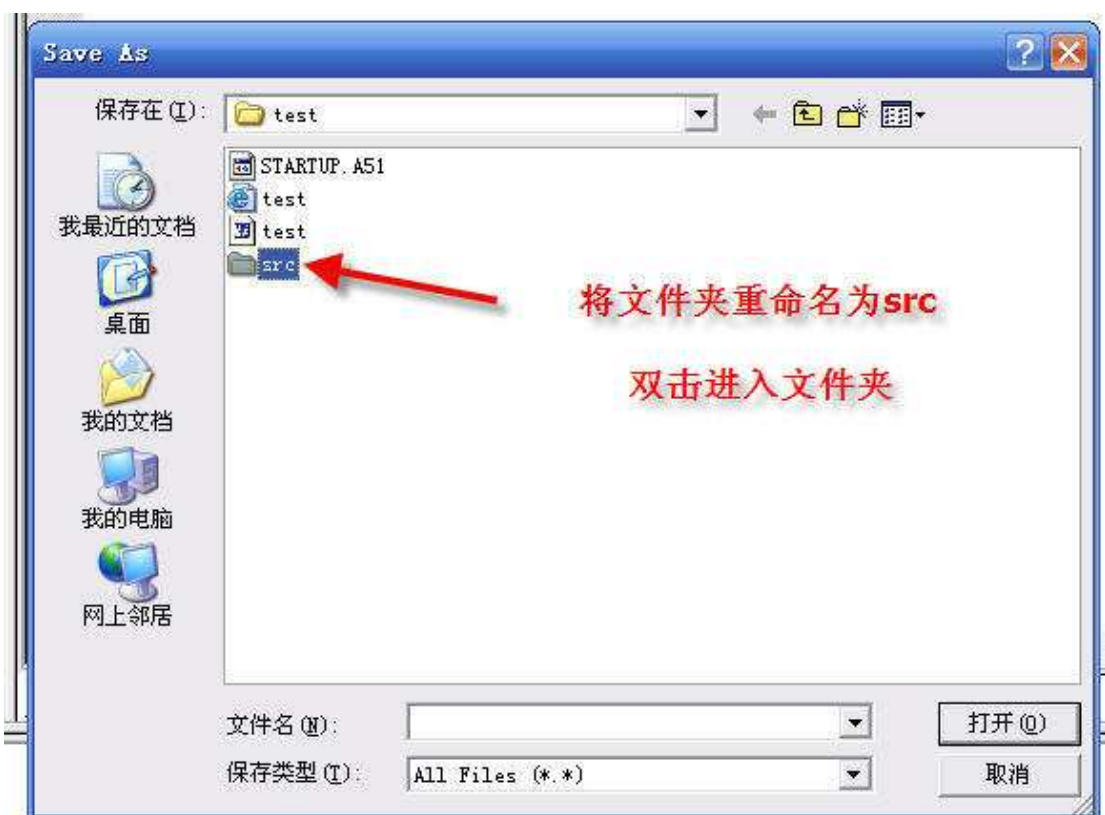 Save As
保存在(I):
test
STARTUP.A51
test
test
src
我最近的文档
桌面
我的文档
我的电脑
网上邻居
将文件夹重命名为src
双击进入文件夹
文件名(N):
打开(O)
保存类型(T):
All Files (*.*)
取消